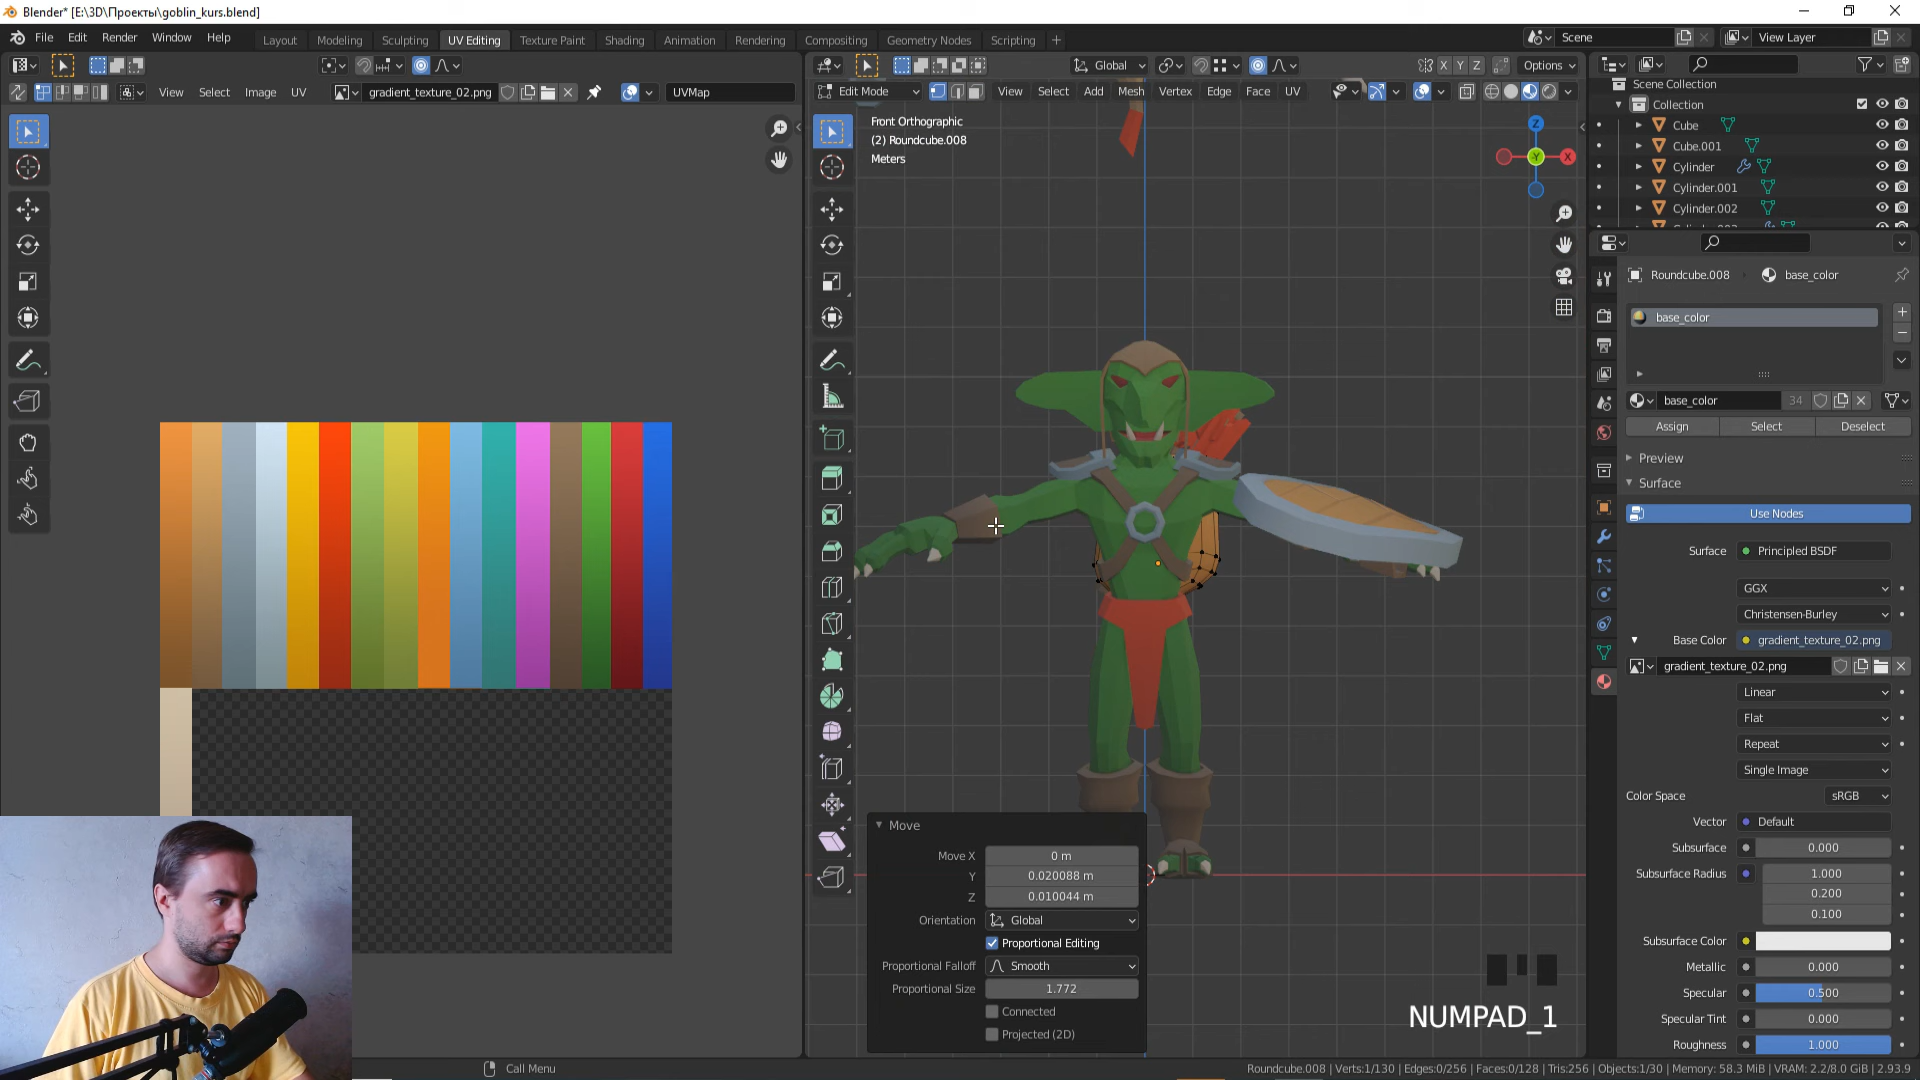 Blender* [E:\3D\Проекты\goblin_kurs.blend]
File Edit Render Window Help
Layout Modeling Sculpting UV Editing Texture Paint Shading Animation Rendering Compositing Geometry Nodes Scripting +
Scene
View Layer
Global
X Y Z
Options
View Select Image UV
gradient_texture_02.png
UVMap
Edit Mode
View Select Add Mesh Vertex Edge Face UV
Front Orthographic
(2) Roundcube.008
Meters
Z
Y
X
Collection
Cube
Cube.001
Cylinder
Cylinder.001
Cylinder.002
Roundcube.008
base_color
base_color
base_color
34
Assign
Select
Deselect
Preview
Surface
Use Nodes
Surface
Principled BSDF
GGX
Christensen-Burley
Base Color
gradient_texture_02.png
gradient_texture_02.png
Linear
Flat
Repeat
Single Image
Color Space
sRGB
Vector
Default
Subsurface
0.000
Subsurface Radius
1.000
0.200
0.100
Subsurface Color
Metallic
0.000
Specular
0.500
Specular Tint
0.000
Roughness
1.000
Move
Move X
0 m
Y
0.020088 m
Z
0.010044 m
Orientation
Global
Proportional Editing
Proportional Falloff
Smooth
Proportional Size
1.772
Connected
Projected (2D)
NUMPAD_1
Call Menu
Roundcube.008 | Verts:1/130 | Edges:0/256 | Faces:0/128 | Tris:256 | Objects:1/30 | Memory: 58.3 MiB | VRAM: 2.2/8.0 GiB | 2.93.9